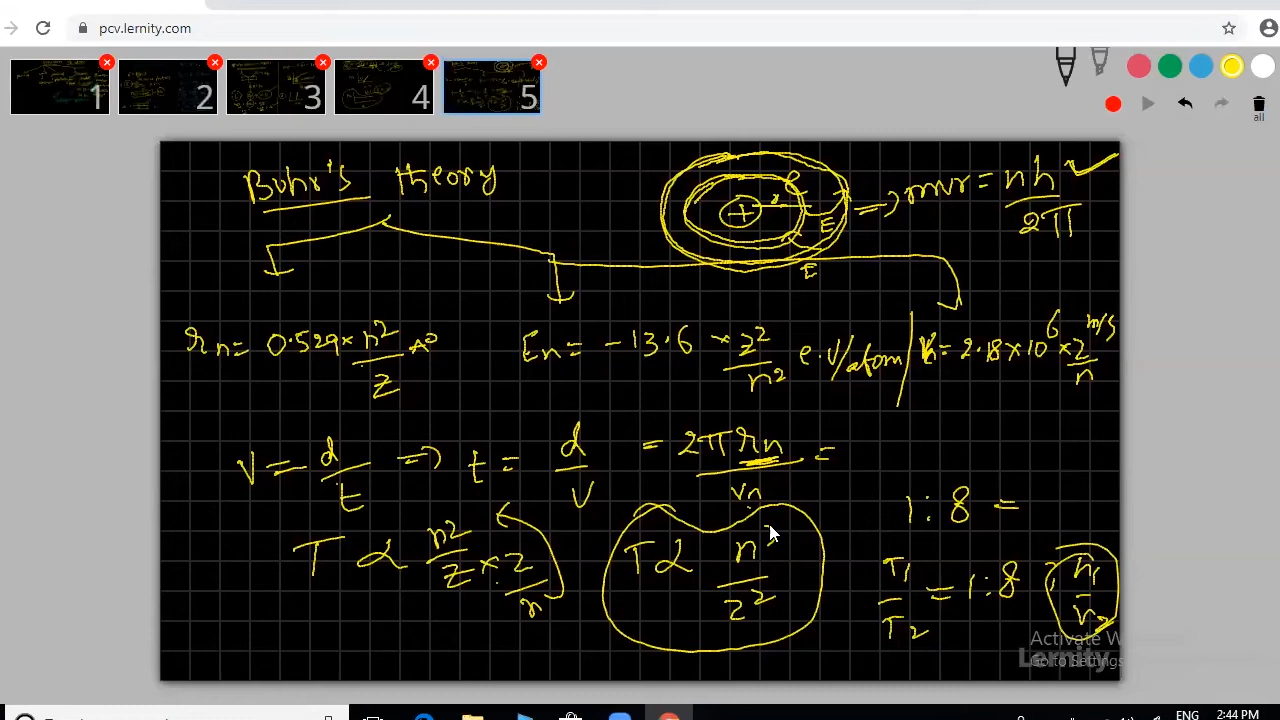 pcv.lernity.com
1 2 3 4 5
all
Bohr's theory
mvr = nh/2π
e
r
+
E
E
rn = 0.529 × n²/Z A°
En = -13.6 × Z²/n² e.V/atom
= 2.18 × 10⁶ × Z/n m/s
V = d/t => t = d/V = 2πrn/Vn =
1:8 =
T ∝ n²/Z × Z/n
T ∝ n³/Z²
T1/T2 = 1:8
Activate W
Lernity
Go to Settings
ENG
2:44 PM
2022